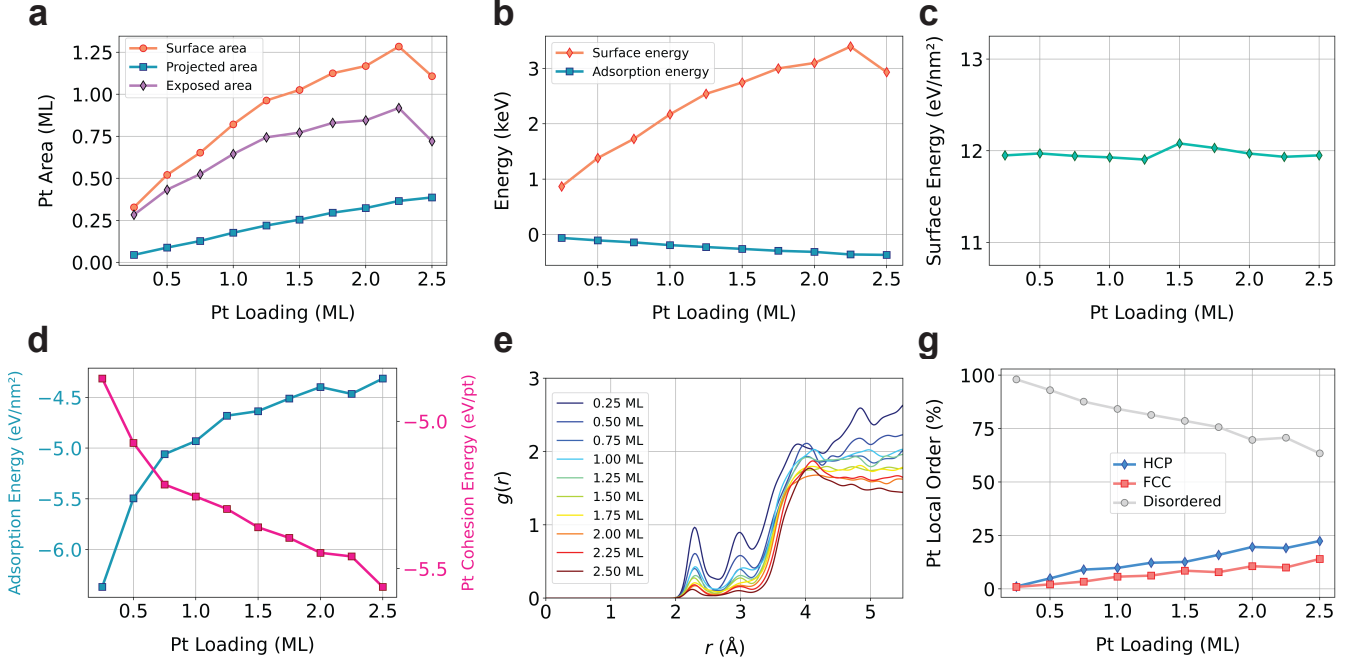 a
Surface area
Projected area
Exposed area
Pt Area (ML)
1.25
1.00
0.75
0.50
0.25
0.00
0.5 1.0 1.5 2.0 2.5
Pt Loading (ML)
b
Surface energy
Adsorption energy
Energy (keV)
3
2
1
0
0.5 1.0 1.5 2.0 2.5
Pt Loading (ML)
c
Surface Energy (eV/nm²)
13
12
11
0.5 1.0 1.5 2.0 2.5
Pt Loading (ML)
d
Adsorption Energy (eV/nm²)
−4.5
−5.0
−5.5
−6.0
Pt Cohesion Energy (eV/pt)
−5.0
−5.5
0.5 1.0 1.5 2.0 2.5
Pt Loading (ML)
e
g(r)
3
2
1
0
0.25 ML
0.50 ML
0.75 ML
1.00 ML
1.25 ML
1.50 ML
1.75 ML
2.00 ML
2.25 ML
2.50 ML
0 1 2 3 4 5
r (Å)
g
Pt Local Order (%)
100
75
50
25
0
HCP
FCC
Disordered
0.5 1.0 1.5 2.0 2.5
Pt Loading (ML)